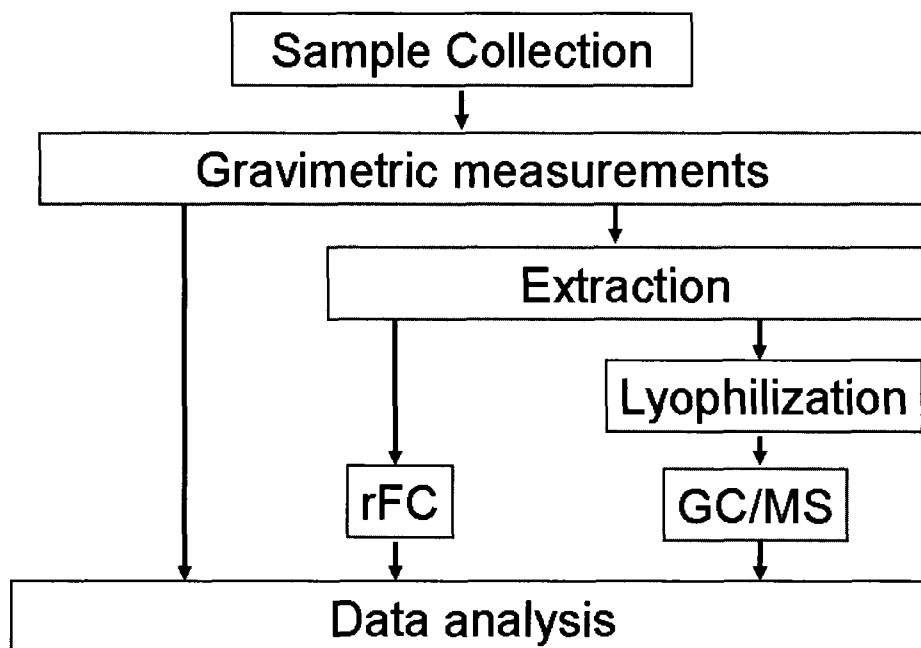 Sample Collection
Gravimetric measurements
Extraction
Lyophilization
rFC
GC/MS
Data analysis